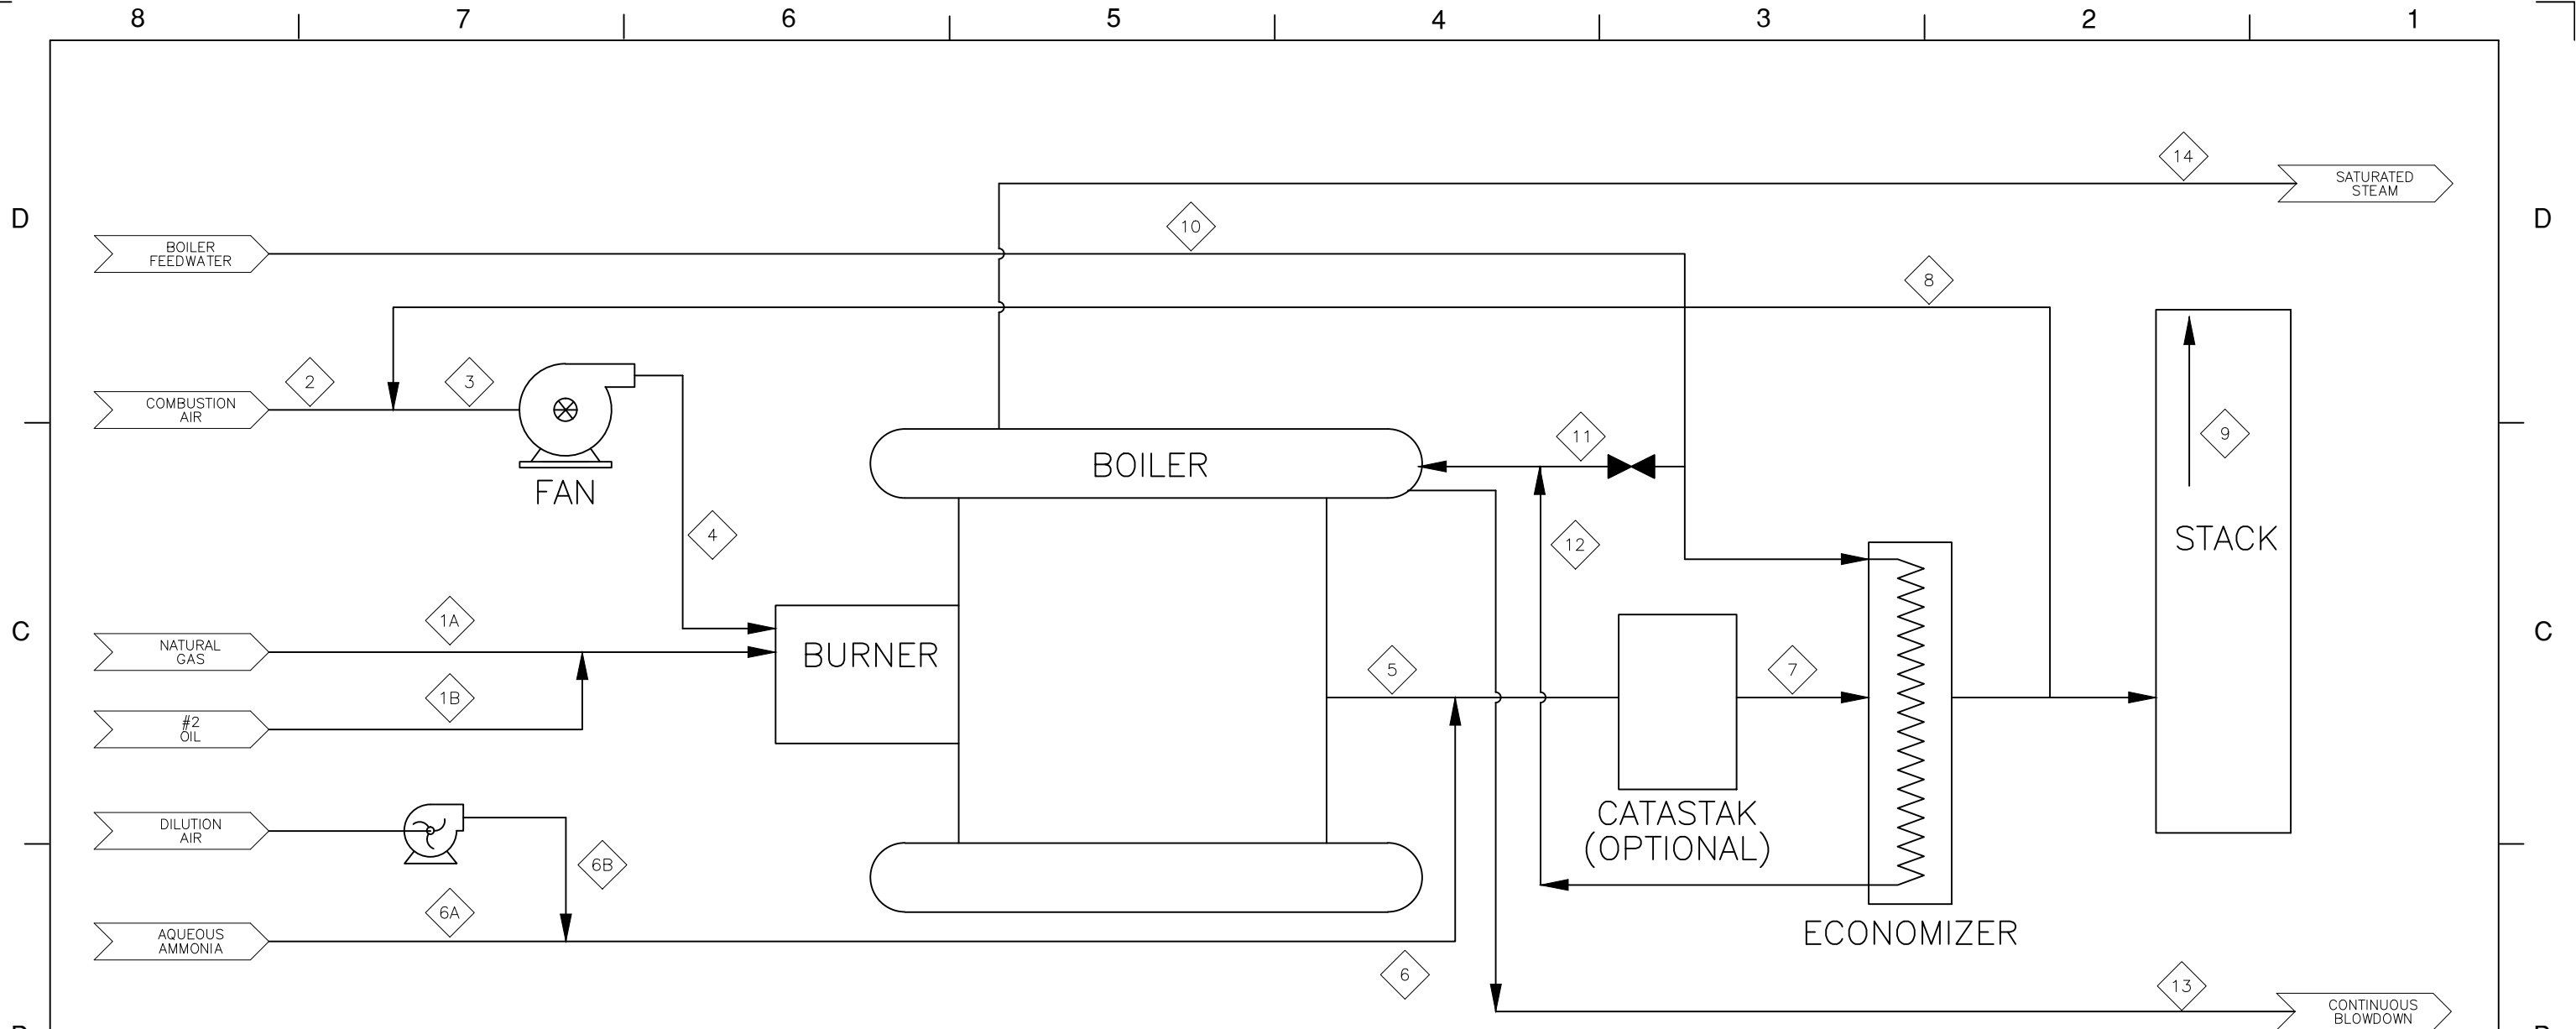 8 7 6 5 4 3 2 1
14
SATURATED
STEAM
D
D
10
BOILER
FEEDWATER
8
2
3
COMBUSTION
AIR
9
11
BOILER
FAN
4
12
STACK
1A
C
C
NATURAL
GAS
BURNER
5
7
1B
#2
OIL
CATASTAK
(OPTIONAL)
DILUTION
AIR
6B
6A
AQUEOUS
AMMONIA
ECONOMIZER
6
13
CONTINUOUS
BLOWDOWN